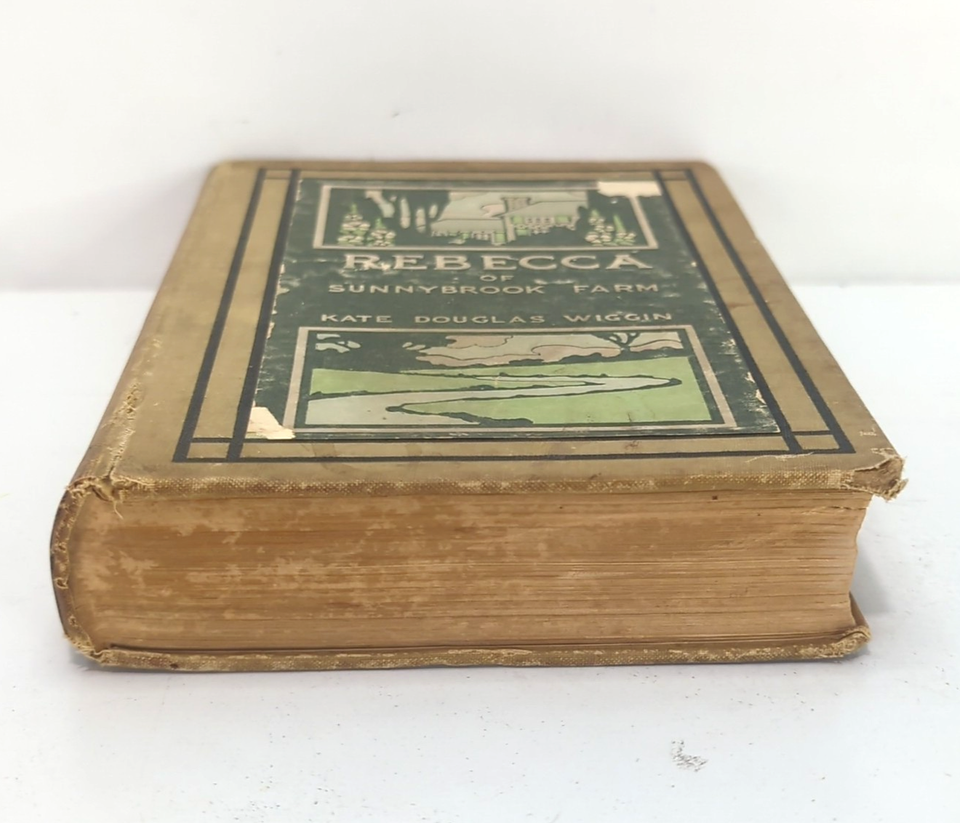 REBECCA
OF
SUNNYBROOK FARM
KATE DOUGLAS WIGGIN